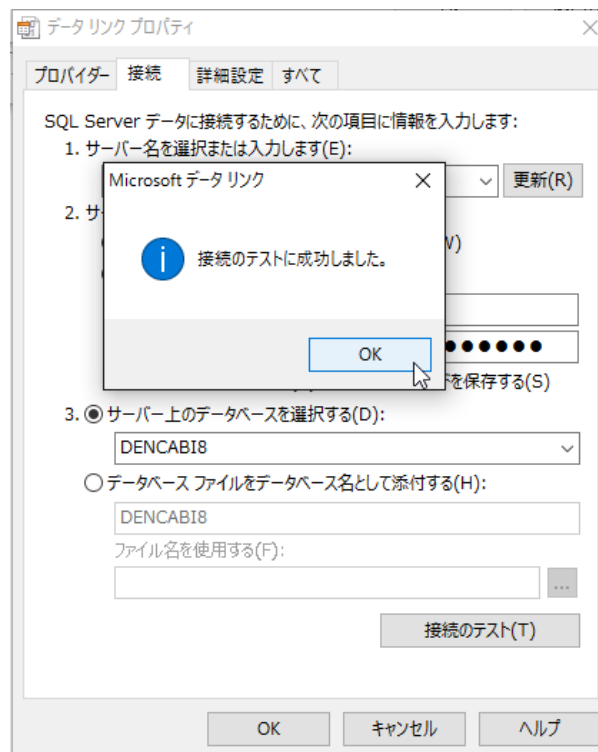 データ リンク プロパティ
プロバイダー 接続 詳細設定 すべて
SQL Server データに接続するために、次の項目に情報を入力します:
1. サーバー名を選択または入力します(E):
Microsoft データ リンク
更新(R)
2. サ
接続のテストに成功しました。
OK
●●●●●●
を保存する(S)
3. サーバー上のデータベースを選択する(D):
DENCABI8
データベース ファイルをデータベース名として添付する(H):
DENCABI8
ファイル名を使用する(F):
...
接続のテスト(T)
OK キャンセル ヘルプ